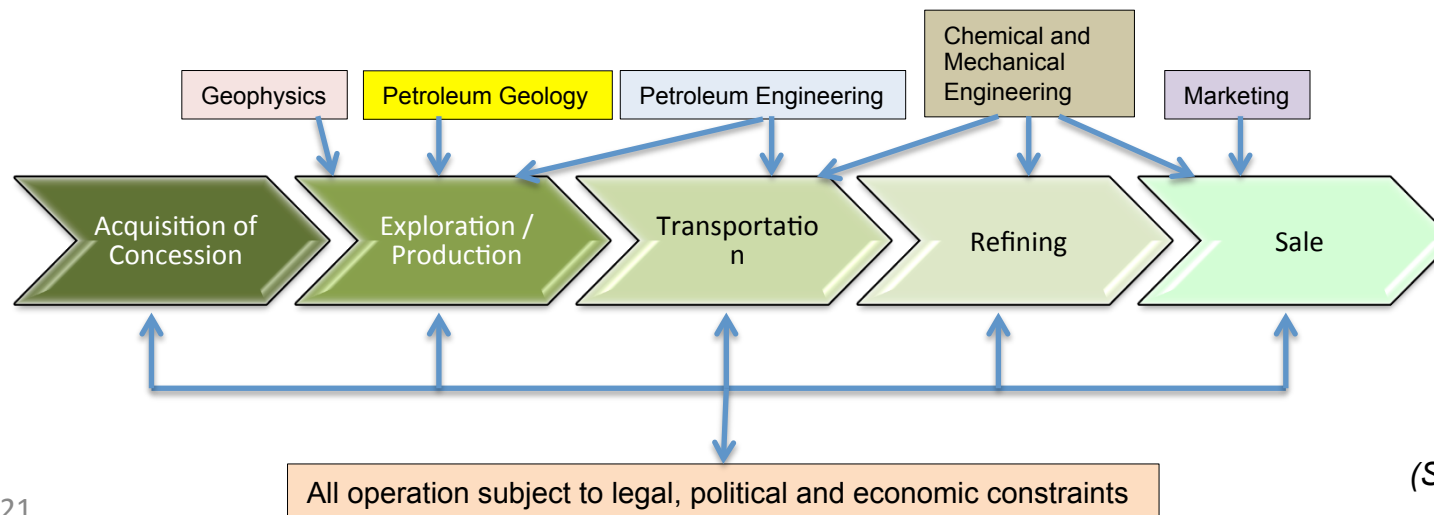 Chemical and
Mechanical
Engineering
Geophysics
Petroleum Geology
Petroleum Engineering
Marketing
Acquisition of
Concession
Exploration /
Production
Transportatio
n
Refining
Sale
All operation subject to legal, political and economic constraints
(S
21